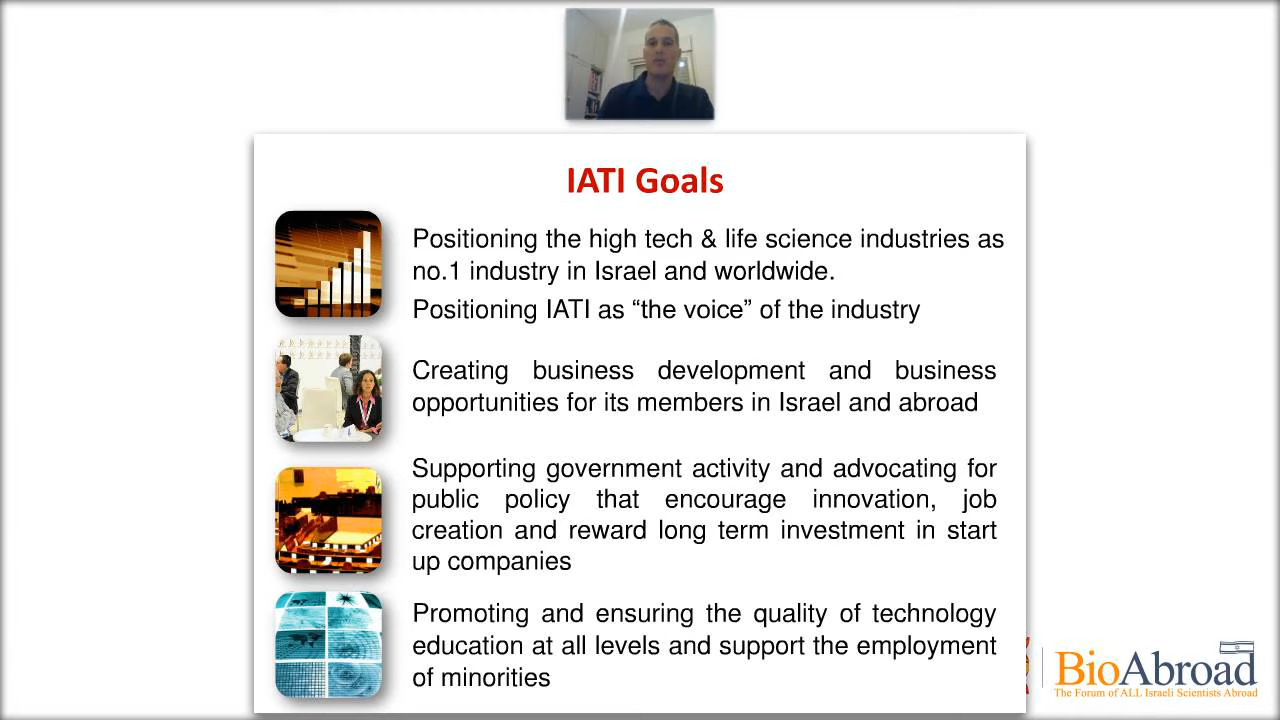 IATI Goals
Positioning the high tech & life science industries as
no.1 industry in Israel and worldwide.
Positioning IATI as “the voice” of the industry
Creating business development and business
opportunities for its members in Israel and abroad
Supporting government activity and advocating for
public policy that encourage innovation, job
creation and reward long term investment in start
up companies
Promoting and ensuring the quality of technology
education at all levels and support the employment
of minorities
BioAbroad
The Forum of ALL Israeli Scientists Abroad